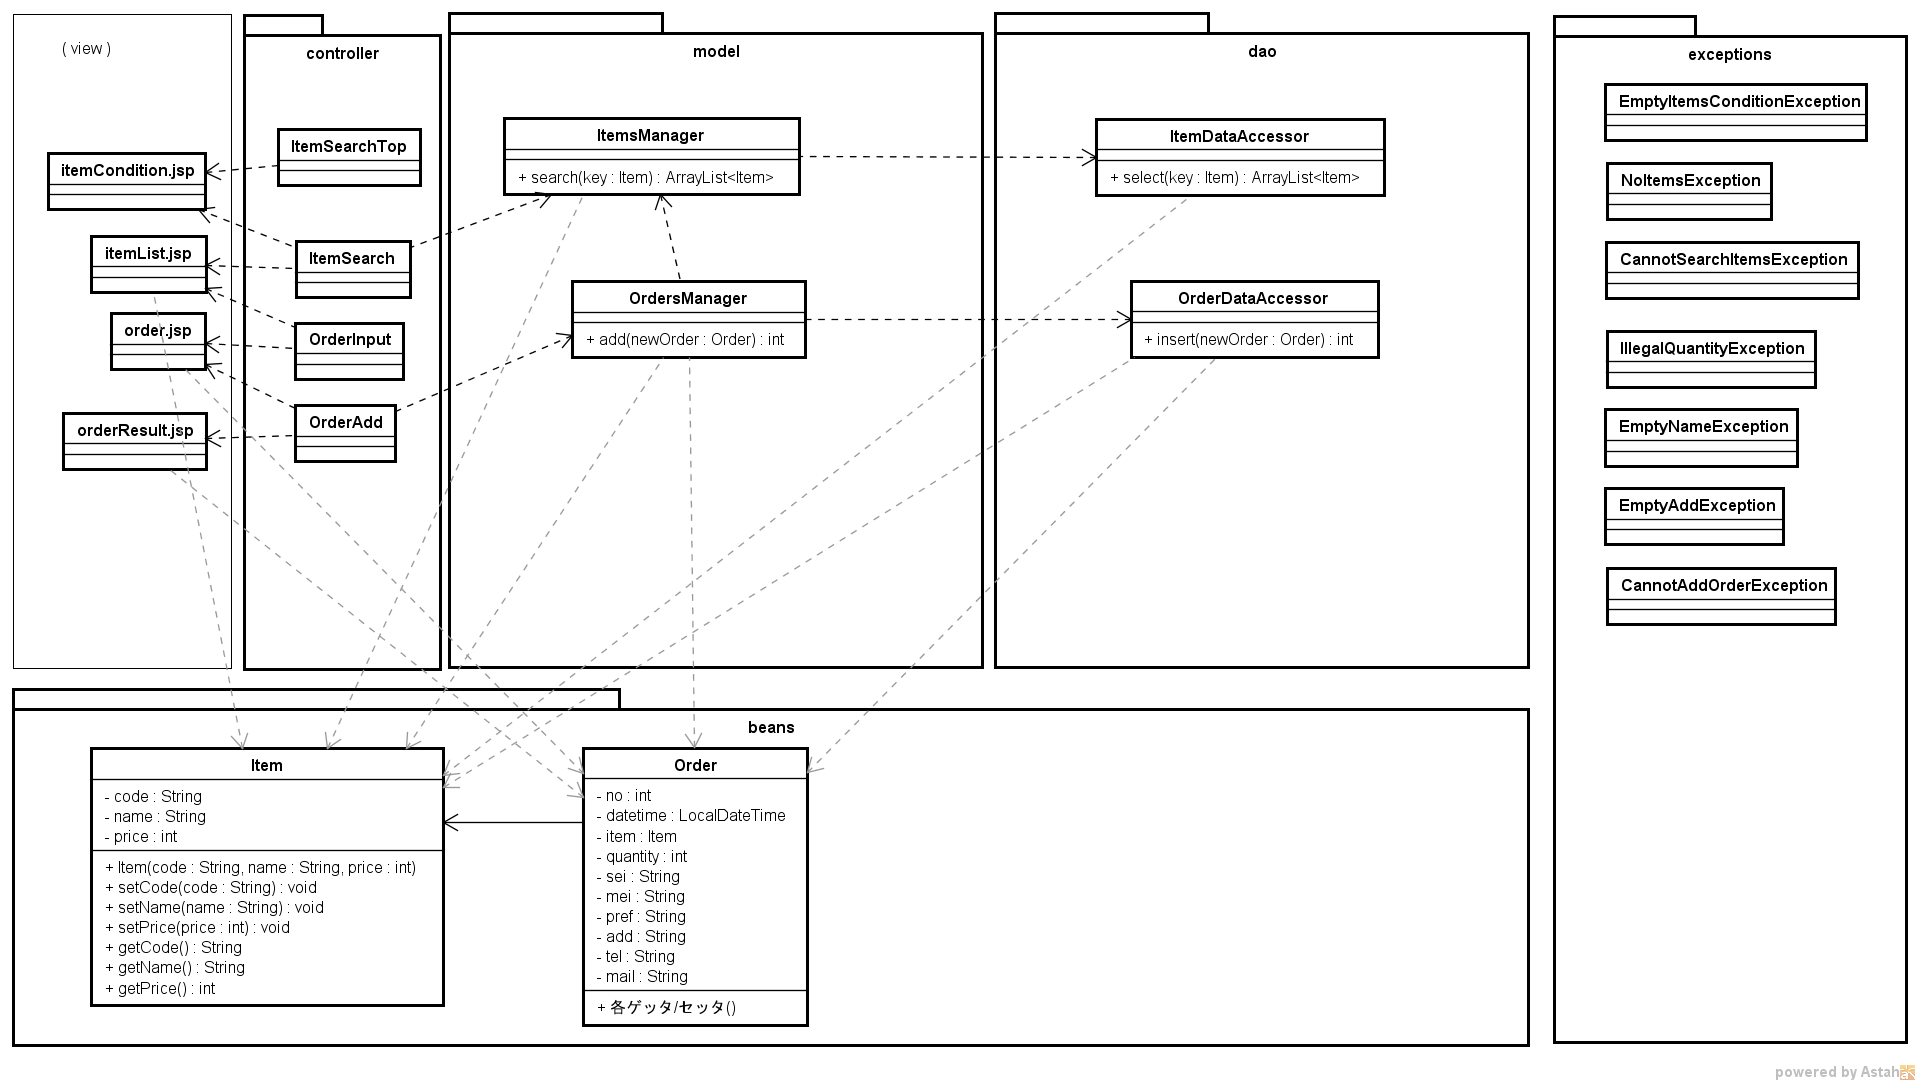 ( view )
itemCondition.jsp
itemList.jsp
order.jsp
orderResult.jsp
controller
ItemSearchTop
ItemSearch
OrderInput
OrderAdd
model
ItemsManager
+ search(key : Item) : ArrayList<Item>
OrdersManager
+ add(newOrder : Order) : int
dao
ItemDataAccessor
+ select(key : Item) : ArrayList<Item>
OrderDataAccessor
+ insert(newOrder : Order) : int
exceptions
EmptyItemsConditionException
NoItemsException
CannotSearchItemsException
IllegalQuantityException
EmptyNameException
EmptyAddException
CannotAddOrderException
beans
Item
- code : String
- name : String
- price : int
+ Item(code : String, name : String, price : int)
+ setCode(code : String) : void
+ setName(name : String) : void
+ setPrice(price : int) : void
+ getCode() : String
+ getName() : String
+ getPrice() : int
Order
- no : int
- datetime : LocalDateTime
- item : Item
- quantity : int
- sei : String
- mei : String
- pref : String
- add : String
- tel : String
- mail : String
+ 各ゲッタ/セッタ()
powered by Astah